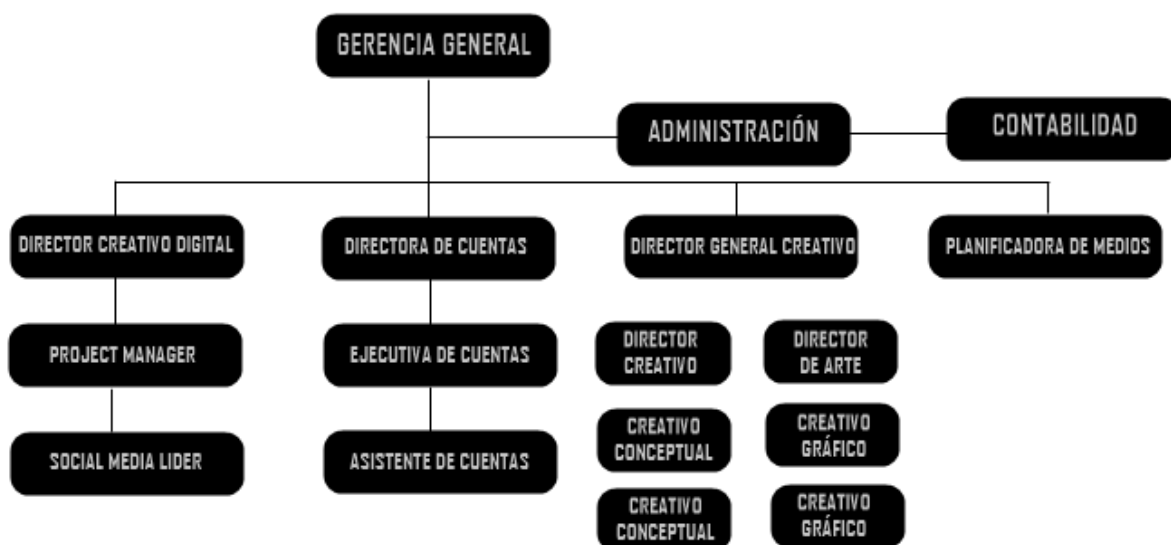 GERENCIA GENERAL
ADMINISTRACIÓN
CONTABILIDAD
DIRECTOR CREATIVO DIGITAL
DIRECTORA DE CUENTAS
DIRECTOR GENERAL CREATIVO
PLANIFICADORA DE MEDIOS
PROJECT MANAGER
EJECUTIVA DE CUENTAS
DIRECTOR
CREATIVO
DIRECTOR
DE ARTE
SOCIAL MEDIA LIDER
ASISTENTE DE CUENTAS
CREATIVO
CONCEPTUAL
CREATIVO
GRÁFICO
CREATIVO
CONCEPTUAL
CREATIVO
GRÁFICO